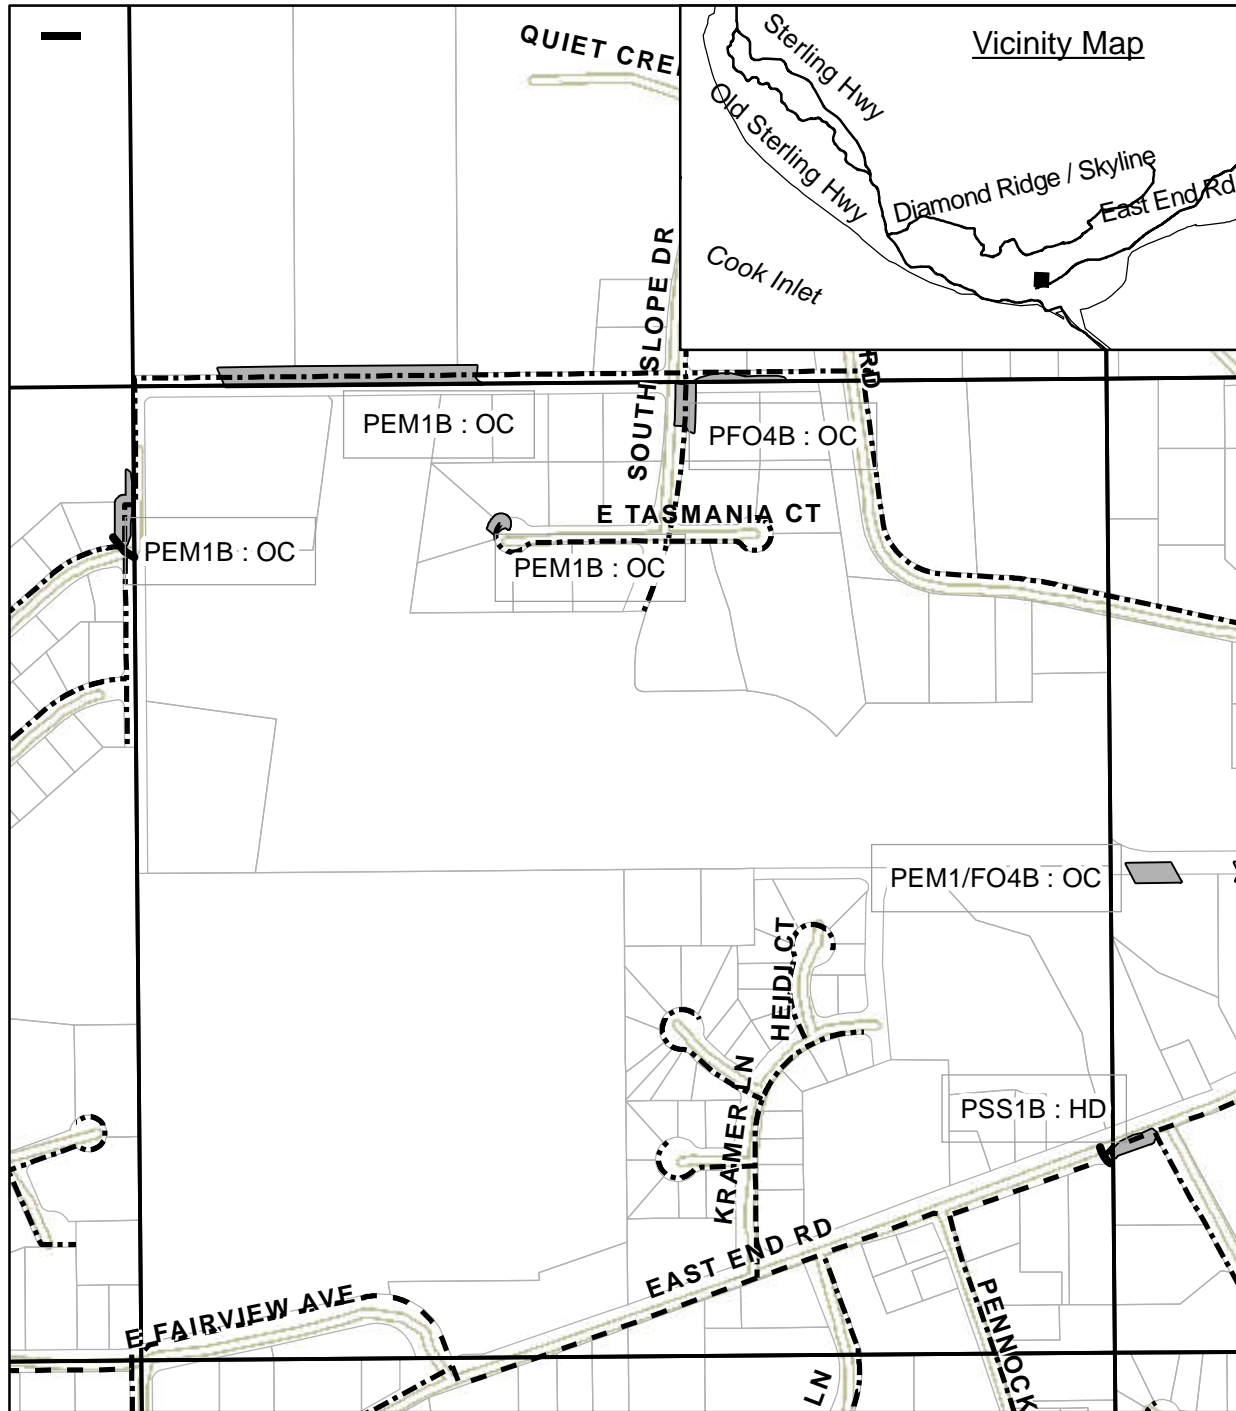 QUIET CREE
Vicinity Map
Sterling Hwy
Old Sterling Hwy
Diamond Ridge / Skyline
East End Rd
Cook Inlet
SOUTH SLOPE DR
RD
PEM1B : OC
PFO4B : OC
E TASMANIA CT
PEM1B : OC
PEM1B : OC
PEM1/FO4B : OC
HEIDI CT
KRAMER LN
PSS1B : HD
EAST END RD
E FAIRVIEW AVE
PENNOCK
LN